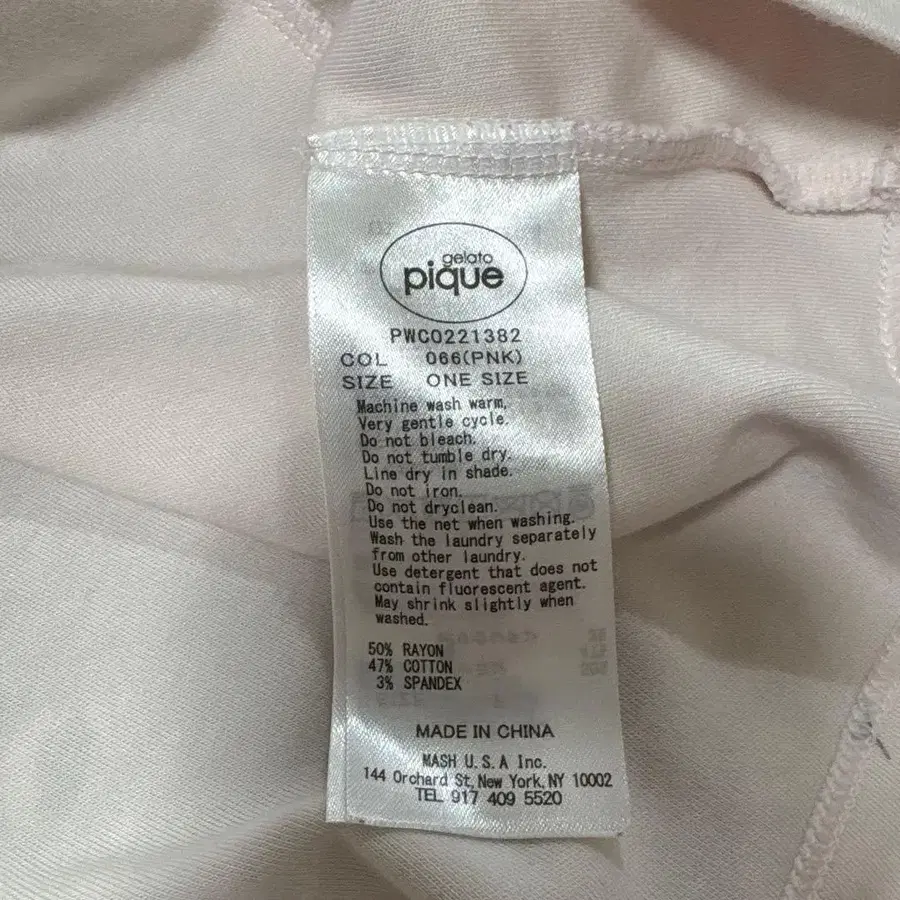 gelato
pique
PWCO221382
COL 066(PNK)
SIZE ONE SIZE
Machine wash warm.
Very gentle cycle.
Do not bleach.
Do not tumble dry.
Line dry in shade.
Do not iron.
Do not dryclean.
Use the net when washing.
Wash the laundry separately
from other laundry.
Use detergent that does not
contain fluorescent agent.
May shrink slightly when
washed.
50% RAYON
47% COTTON
3% SPANDEX
MADE IN CHINA
MASH U.S.A Inc.
144 Orchard St, New York, NY 10002
TEL 917 409 5520